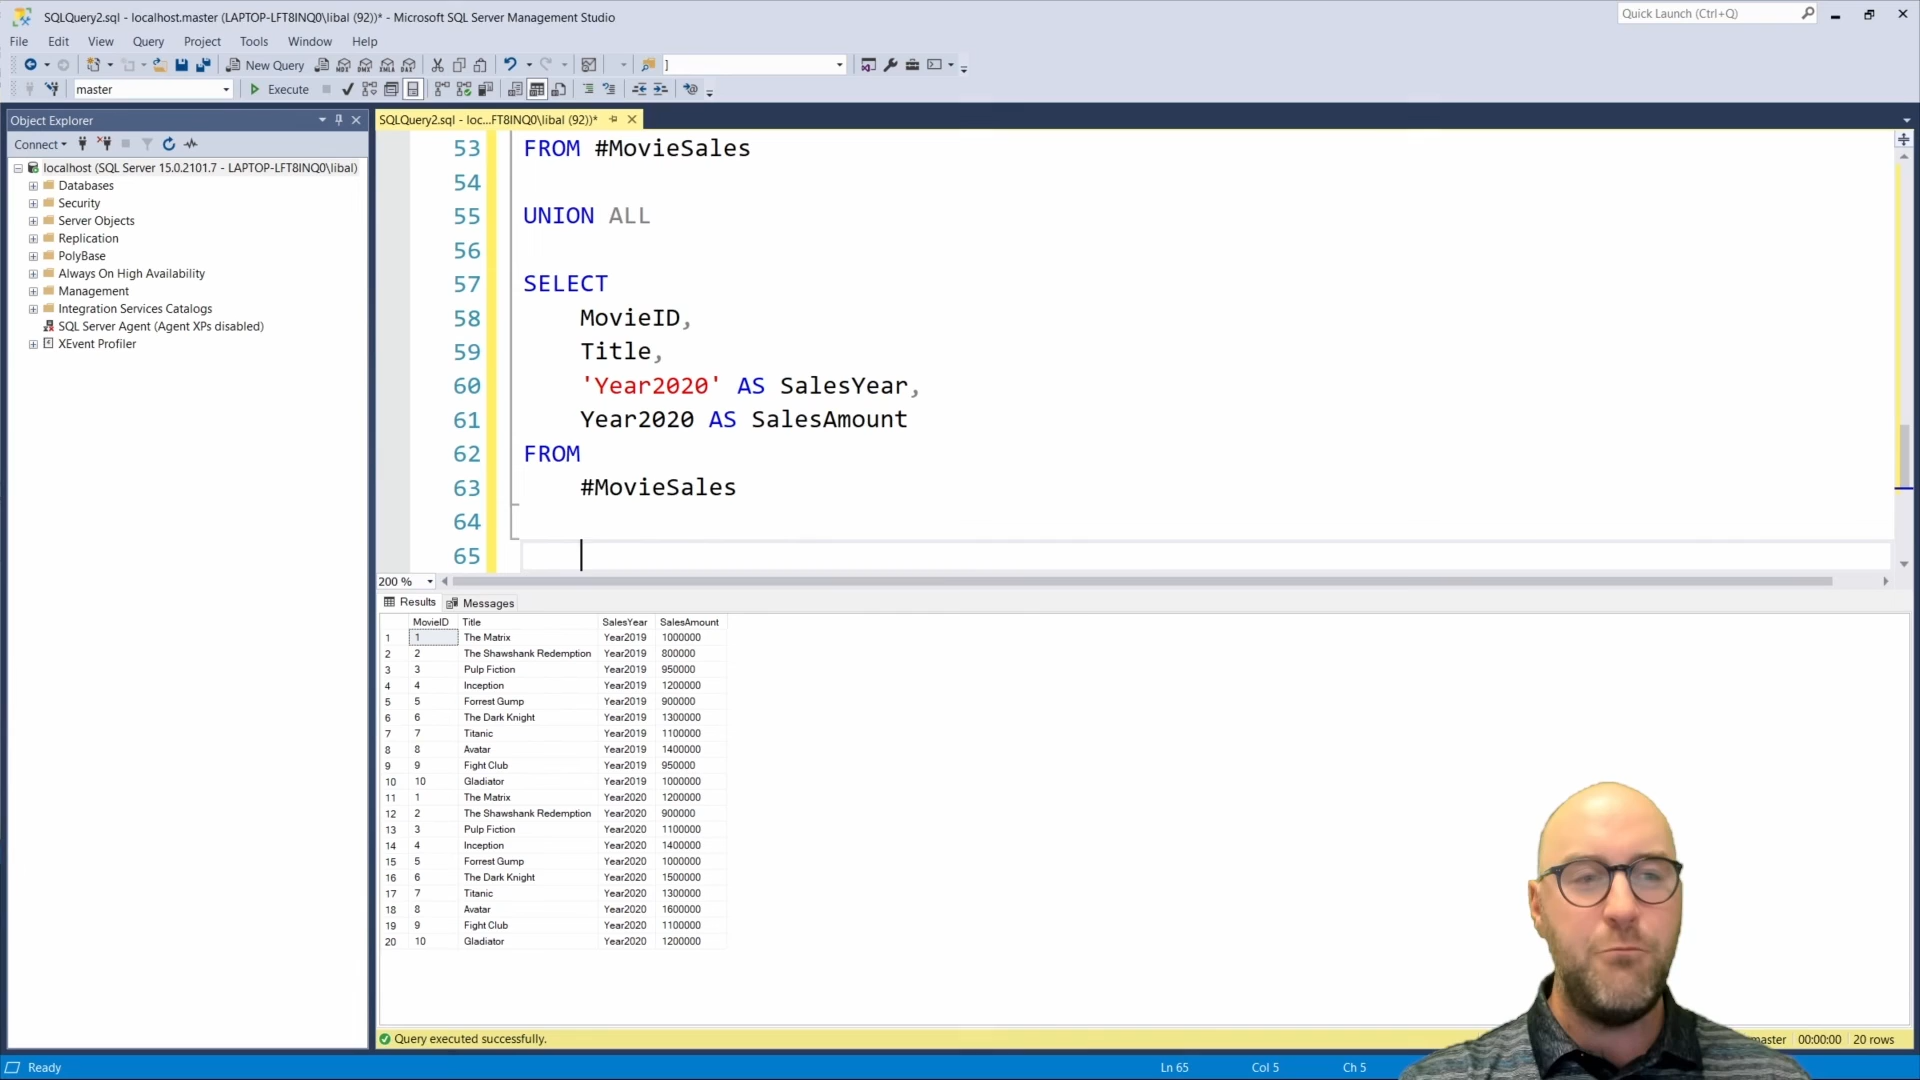 SQLQuery2.sql - localhost.master (LAPTOP-LFT8INQ0\libal (92))* - Microsoft SQL Server Management Studio
Quick Launch (Ctrl+Q)
File Edit View Query Project Tools Window Help
New Query
]
master
Execute
Object Explorer
SQLQuery2.sql - loc...FT8INQ0\libal (92))*
Connect
localhost (SQL Server 15.0.2101.7 - LAPTOP-LFT8INQ0\libal)
Databases
Security
Server Objects
Replication
PolyBase
Always On High Availability
Management
Integration Services Catalogs
SQL Server Agent (Agent XPs disabled)
XEvent Profiler
53 FROM #MovieSales
54
55 UNION ALL
56
57 SELECT
58 MovieID,
59 Title,
60 'Year2020' AS SalesYear,
61 Year2020 AS SalesAmount
62 FROM
63 #MovieSales
64
65
200 %
Results Messages
MovieID Title SalesYear SalesAmount
1 1 The Matrix Year2019 1000000
2 2 The Shawshank Redemption Year2019 800000
3 3 Pulp Fiction Year2019 950000
4 4 Inception Year2019 1200000
5 5 Forrest Gump Year2019 900000
6 6 The Dark Knight Year2019 1300000
7 7 Titanic Year2019 1100000
8 8 Avatar Year2019 1400000
9 9 Fight Club Year2019 950000
10 10 Gladiator Year2019 1000000
11 1 The Matrix Year2020 1200000
12 2 The Shawshank Redemption Year2020 900000
13 3 Pulp Fiction Year2020 1100000
14 4 Inception Year2020 1400000
15 5 Forrest Gump Year2020 1000000
16 6 The Dark Knight Year2020 1500000
17 7 Titanic Year2020 1300000
18 8 Avatar Year2020 1600000
19 9 Fight Club Year2020 1100000
20 10 Gladiator Year2020 1200000
Query executed successfully.
master 00:00:00 20 rows
Ready
Ln 65 Col 5 Ch 5